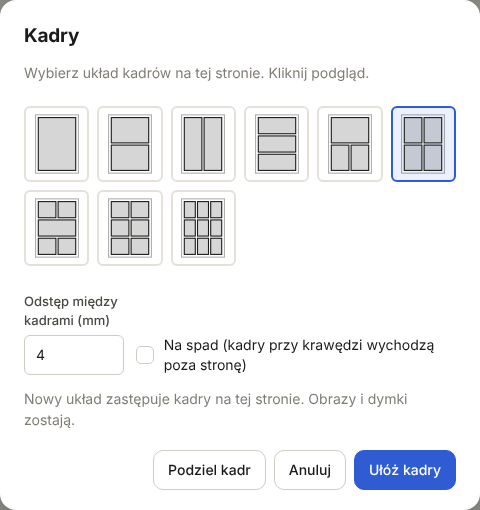 Kadry
Wybierz układ kadrów na tej stronie. Kliknij podgląd.
Odstęp między
kadrami (mm)
4
Na spad (kadry przy krawędzi wychodzą
poza stronę)
Nowy układ zastępuje kadry na tej stronie. Obrazy i dymki
zostają.
Podziel kadr
Anuluj
Ułóż kadry